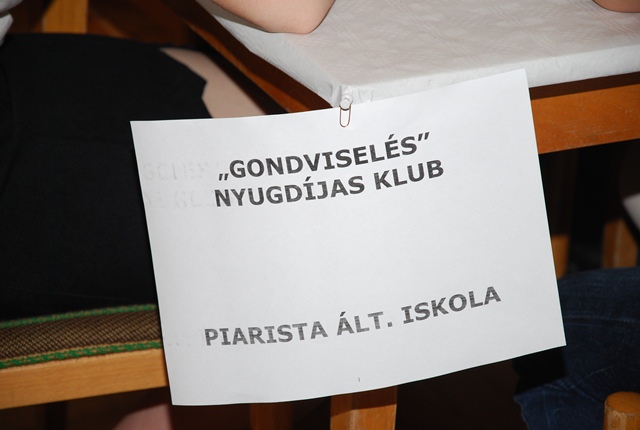 „GONDVISELÉS”
NYUGDÍJAS KLUB
PIARISTA ÁLT. ISKOLA